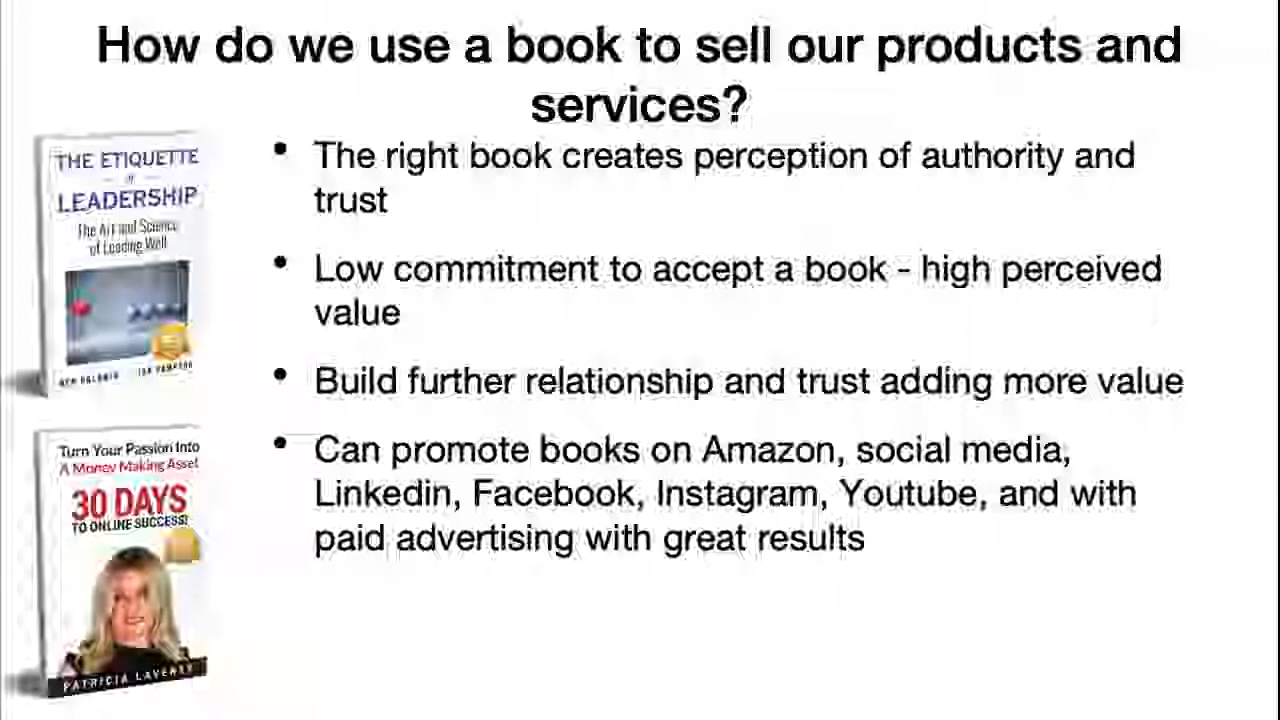 How do we use a book to sell our products and
services?
THE ETIQUETTE
of
LEADERSHIP
The Art and Science
of Leading Well
Turn Your Passion Into
A Money Making Asset
30 DAYS
TO ONLINE SUCCESS!
PATRICIA
• The right book creates perception of authority and
trust
• Low commitment to accept a book - high perceived
value
• Build further relationship and trust adding more value
• Can promote books on Amazon, social media,
Linkedin, Facebook, Instagram, Youtube, and with
paid advertising with great results